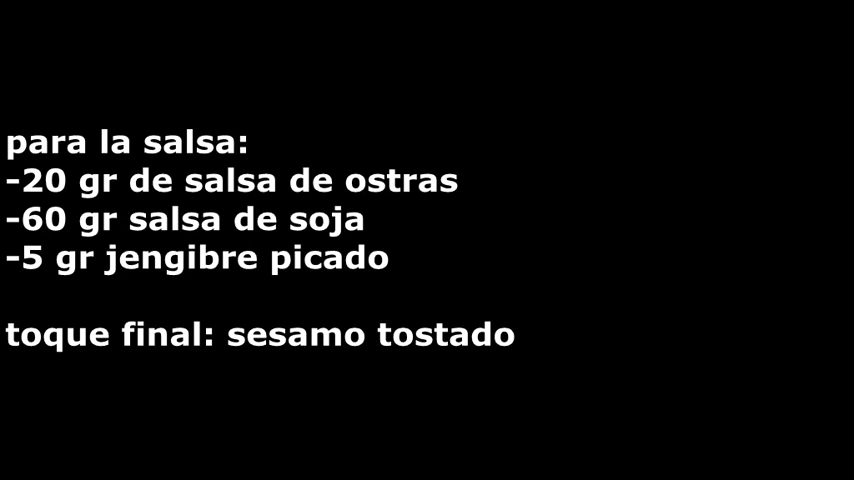 para la salsa:
-20 gr de salsa de ostras
-60 gr salsa de soja
-5 gr jengibre picado
toque final: sesamo tostado